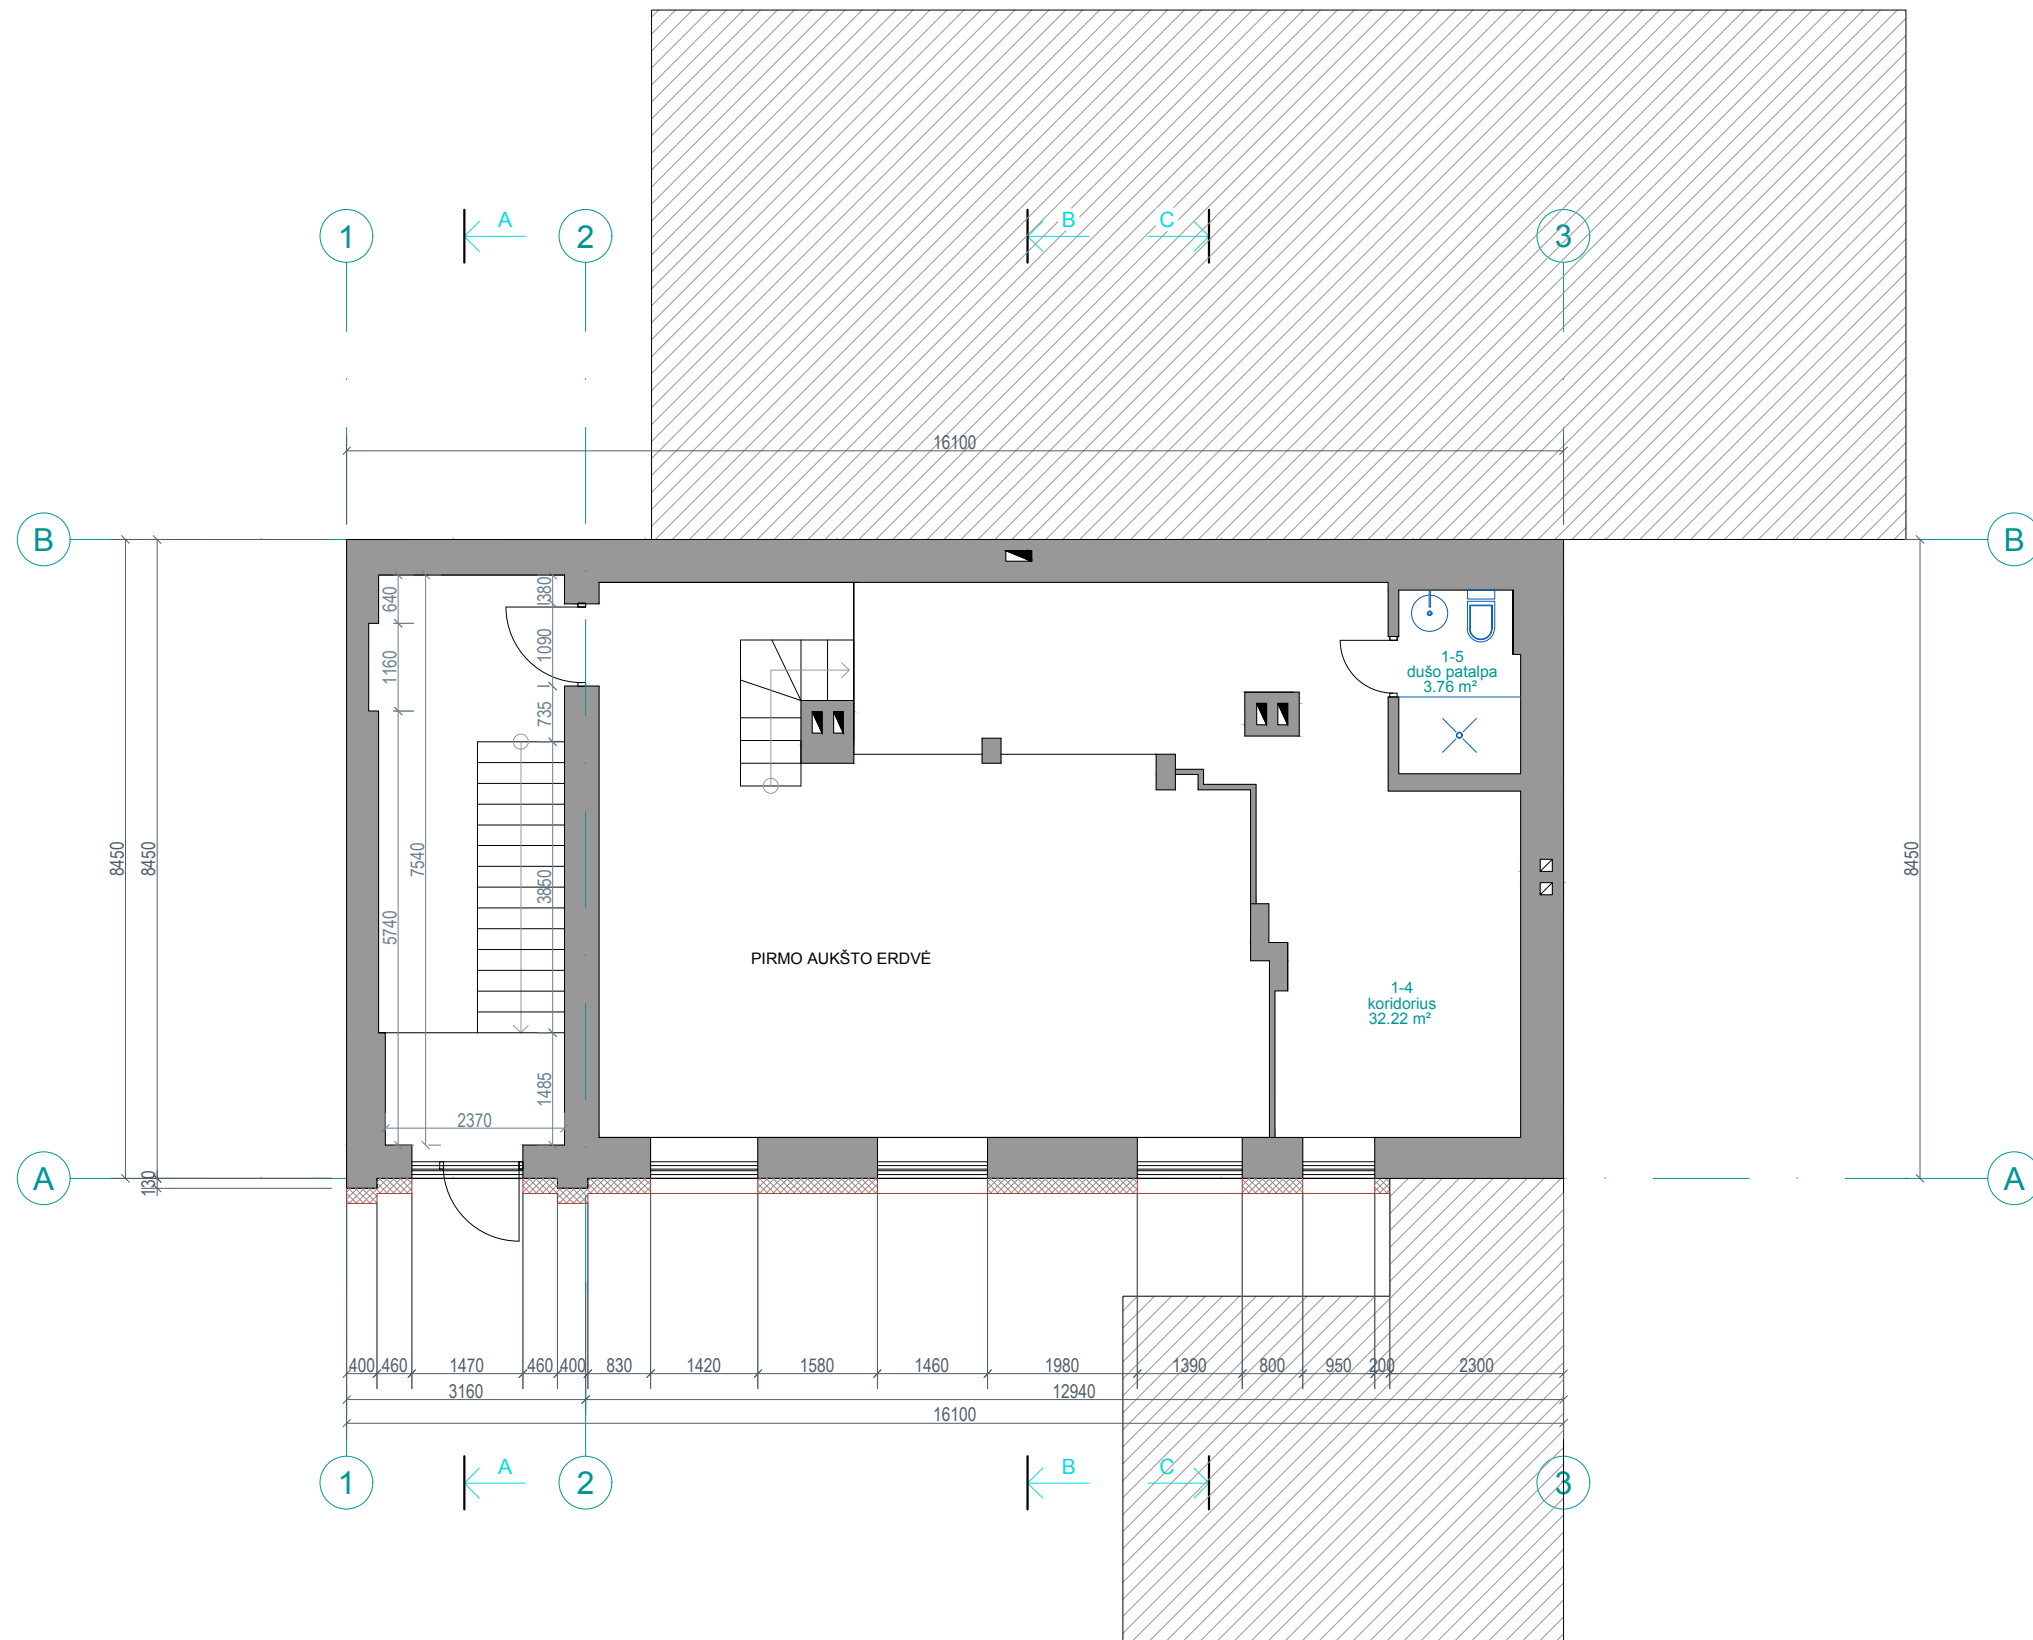 1
A
2
B
C
3
16100
B
B
640
380
1160
1090
735
1-5
dušo patalpa
3.76 m²
8450
8450
7540
3850
8450
5740
PIRMO AUKŠTO ERDVĖ
1-4
koridorius
32.22 m²
1485
2370
A
130
A
400 460 1470 460 400 830 1420 1580 1460 1980 1390 800 950 200 2300
3160
12940
16100
1
A
2
B
C
3